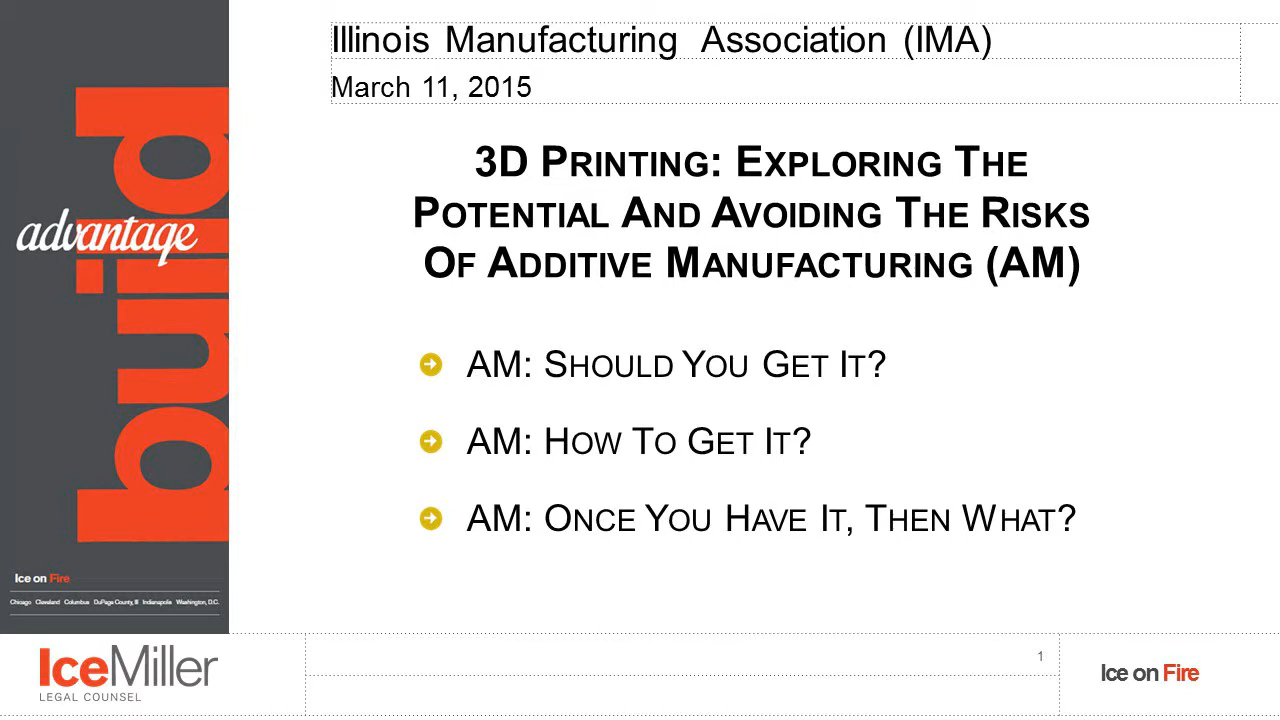 Illinois Manufacturing Association (IMA)
March 11, 2015
3D PRINTING: EXPLORING THE
POTENTIAL AND AVOIDING THE RISKS
OF ADDITIVE MANUFACTURING (AM)
AM: SHOULD YOU GET IT?
AM: HOW TO GET IT?
AM: ONCE YOU HAVE IT, THEN WHAT?
build
advantage
Ice on Fire
Chicago Cleveland Columbus DuPage County, Ill Indianapolis Washington, D.C.
IceMiller
LEGAL COUNSEL
1
Ice on Fire